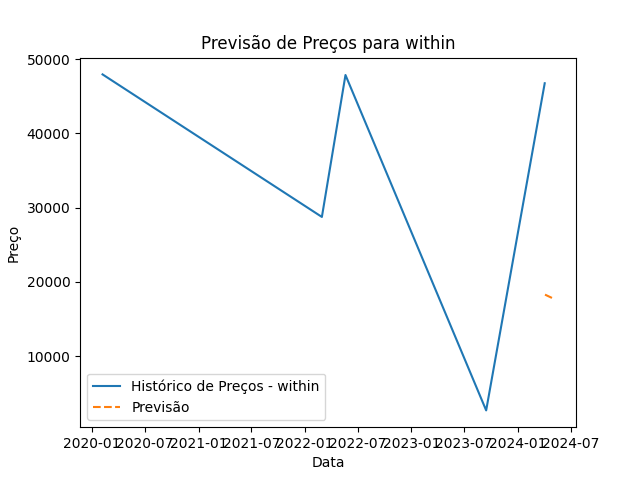 Previsão de Preços para within
Preço
50000
40000
30000
20000
10000
Histórico de Preços - within
Previsão
2020-01 2020-07 2021-01 2021-07 2022-01 2022-07 2023-01 2023-07 2024-01 2024-07
Data